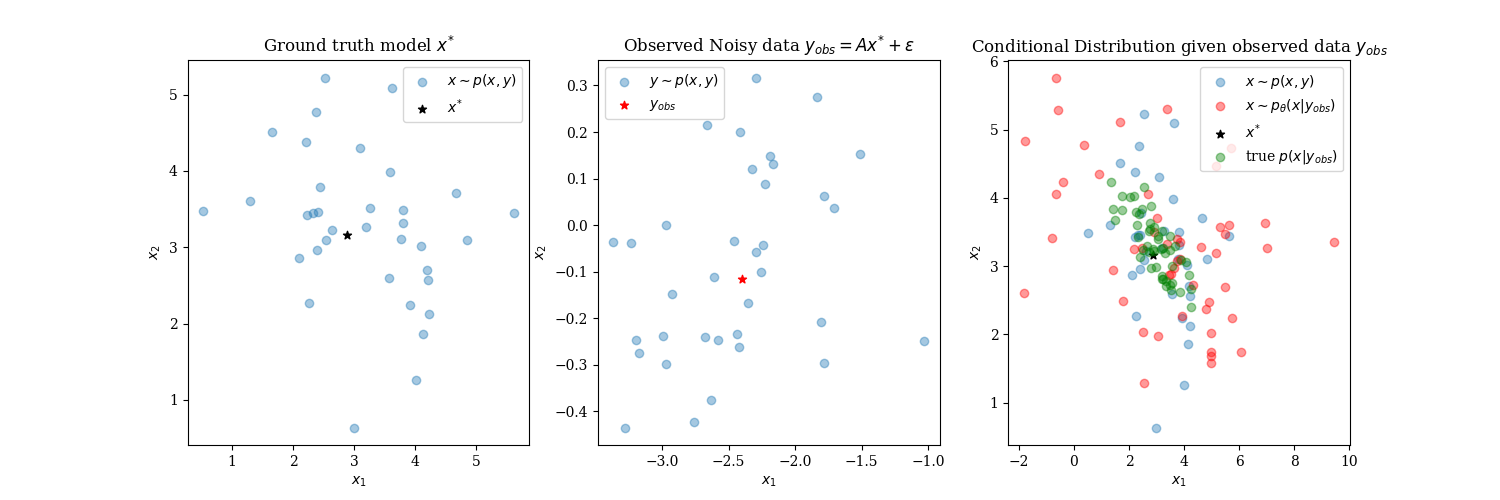 Ground truth model x*
x ~ p(x, y)
x*
5
4
3
2
1
x₂
1
2
3
4
5
x₁
Observed Noisy data y_obs = Ax* + ε
y ~ p(x, y)
y_obs
0.3
0.2
0.1
0.0
−0.1
−0.2
−0.3
−0.4
x₂
−3.0
−2.5
−2.0
−1.5
−1.0
x₁
Conditional Distribution given observed data y_obs
x ~ p(x, y)
x ~ p_θ(x|y_obs)
x*
true p(x|y_obs)
6
5
4
3
2
1
x₂
−2
0
2
4
6
8
10
x₁